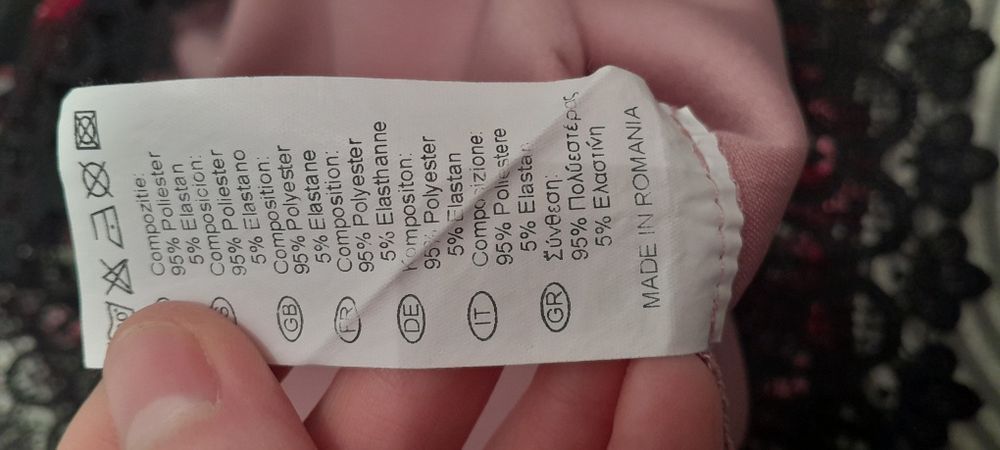 Compozitie:
95% Poliester
5% Elastan
Composicion:
95% Poliester
5% Elastano
GB
Composition:
95% Polyester
5% Elastane
FR
Composition:
95% Polyester
5% Elasthanne
DE
Kompositon:
95% Polyester
5% Elastan
IT
Composizione:
95% Poliestere
5% Elastan
GR
Σύνθεση:
95% Πολυεστέρας
5% Ελαστίνη
MADE IN ROMANIA